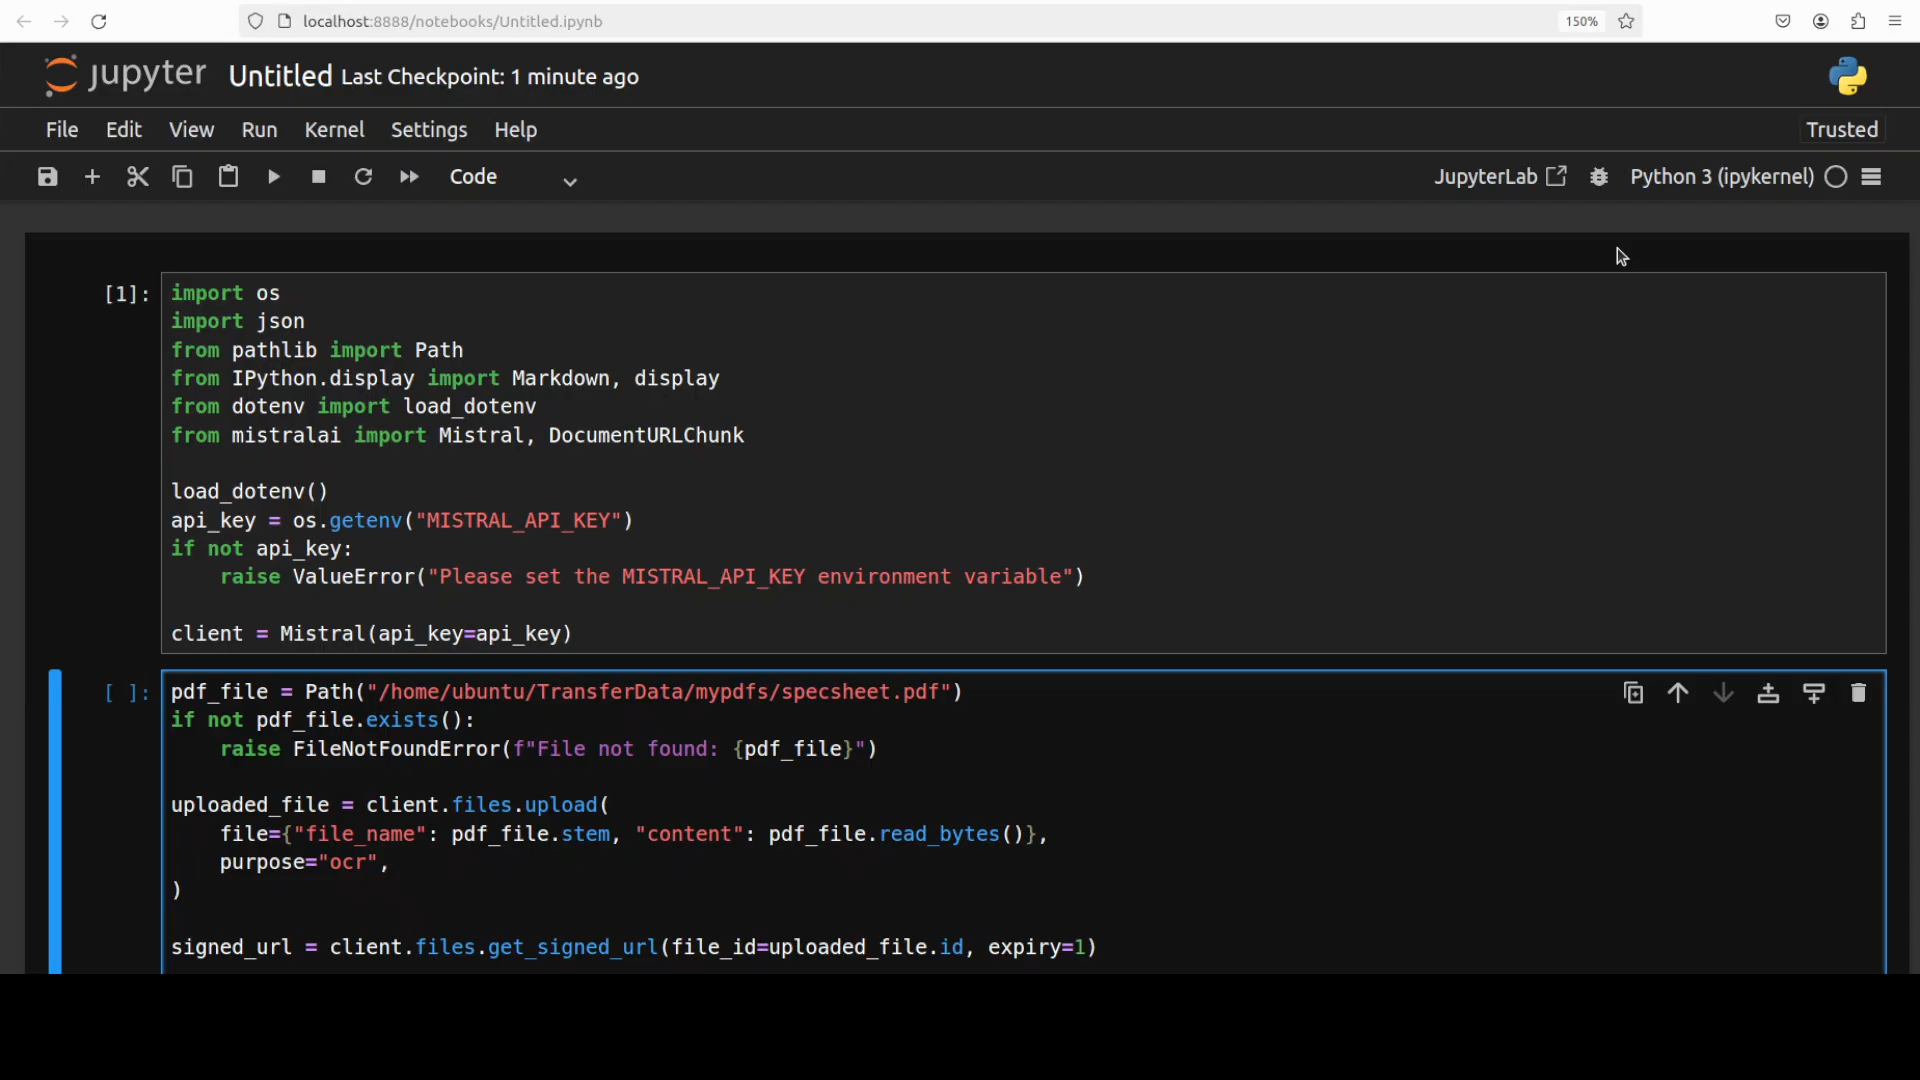 localhost:8888/notebooks/Untitled.ipynb
150%
jupyter Untitled Last Checkpoint: 1 minute ago
File Edit View Run Kernel Settings Help
Trusted
Code
JupyterLab
Python 3 (ipykernel)
[1]:
import os
import json
from pathlib import Path
from IPython.display import Markdown, display
from dotenv import load_dotenv
from mistralai import Mistral, DocumentURLChunk
load_dotenv()
api_key = os.getenv("MISTRAL_API_KEY")
if not api_key:
    raise ValueError("Please set the MISTRAL_API_KEY environment variable")
client = Mistral(api_key=api_key)
[ ]:
pdf_file = Path("/home/ubuntu/TransferData/mypdfs/specsheet.pdf")
if not pdf_file.exists():
    raise FileNotFoundError(f"File not found: {pdf_file}")
uploaded_file = client.files.upload(
    file={"file_name": pdf_file.stem, "content": pdf_file.read_bytes()},
    purpose="ocr",
)
signed_url = client.files.get_signed_url(file_id=uploaded_file.id, expiry=1)